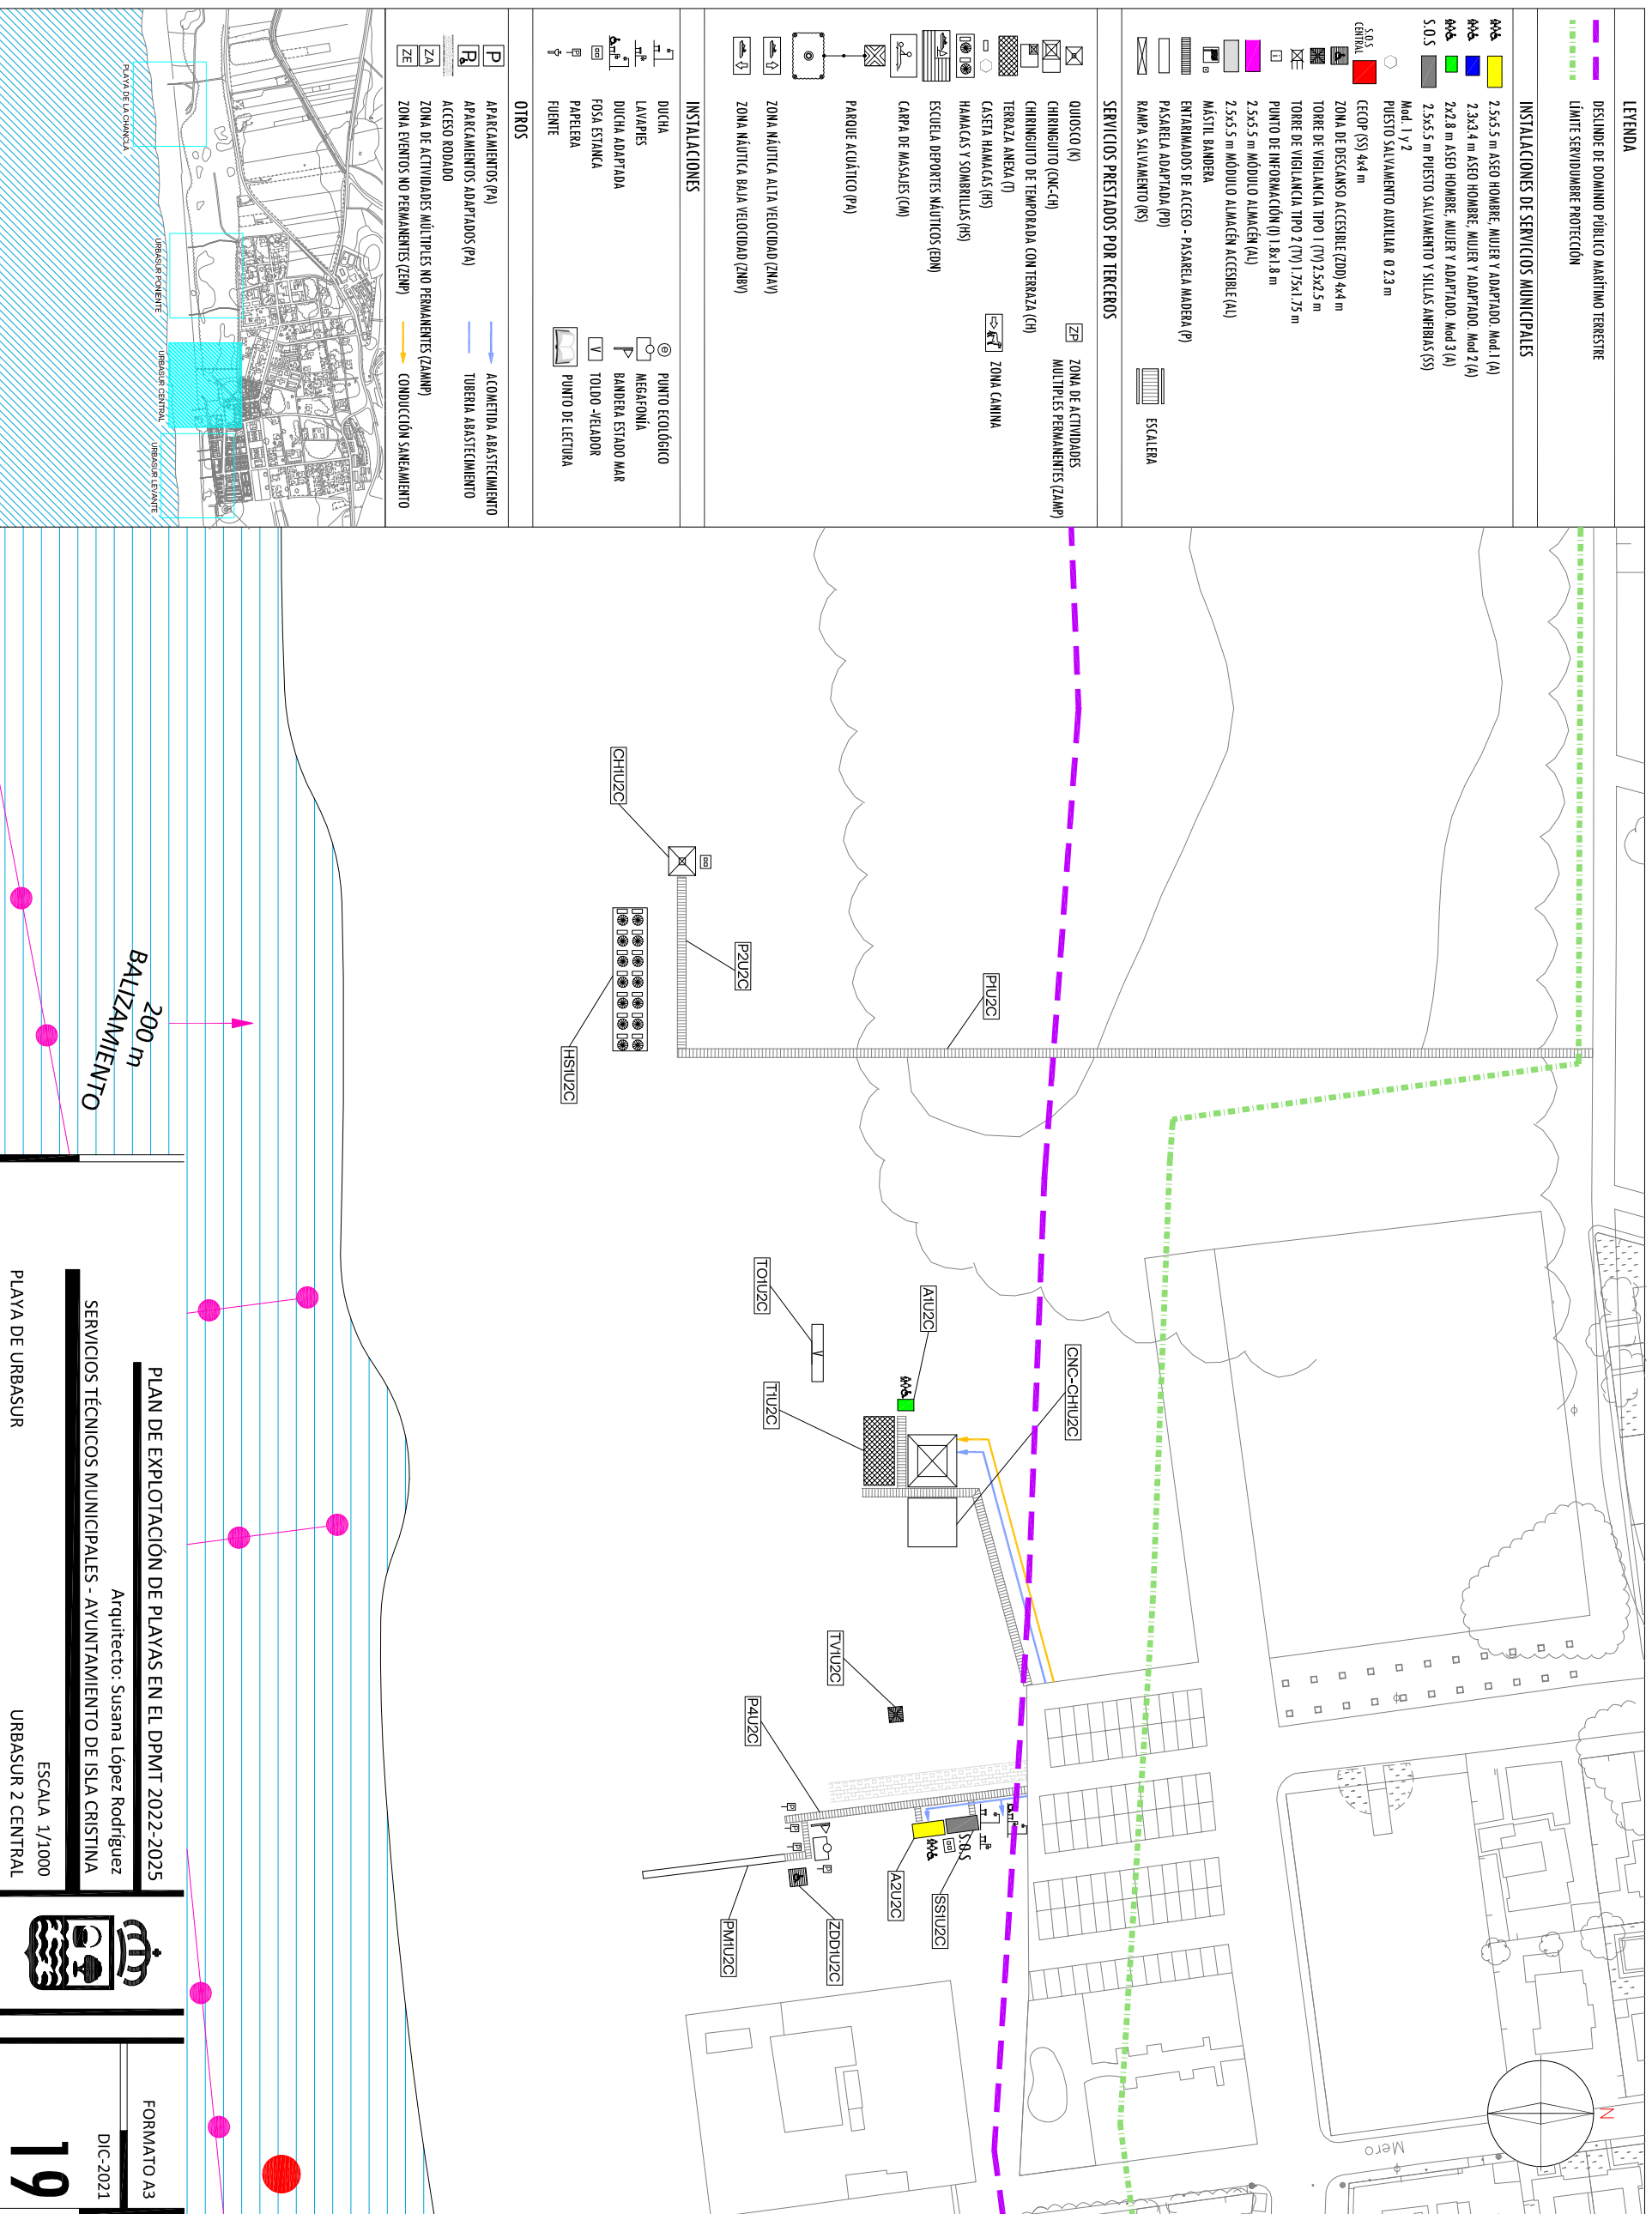 LEYENDA
DESLINDE DE DOMINIO PÚBLICO MARÍTIMO TERRESTRE
LÍMITE SERVIDUMBRE PROTECCIÓN
INSTALACIONES DE SERVICIOS MUNICIPALES
2.5x5.5 m ASEO HOMBRE, MUJER Y ADAPTADO. Mod.1 (A)
2.3x3.4 m ASEO HOMBRE, MUJER Y ADAPTADO. Mod 2 (A)
2x2.8 m ASEO HOMBRE, MUJER Y ADAPTADO. Mod 3 (A)
S.O.S 2.5x5.5 m PUESTO SALVAMENTO Y SILLAS ANFIBIAS (SS)
Mod. 1 y 2
PUESTO SALVAMENTO AUXILIAR Ø 2.3 m
S.O.S CENTRAL
CECOP (SS) 4x4 m
ZONA DE DESCANSO ACCESIBLE (ZDD) 4x4 m
TORRE DE VIGILANCIA TIPO 1 (TV) 2.5x2.5 m
TORRE DE VIGILANCIA TIPO 2 (TV) 1.75x1.75 m
i PUNTO DE INFORMACIÓN (I) 1.8x1.8 m
2.5x5.5 m MÓDULO ALMACÉN (AL)
2.5x5.5 m MÓDULO ALMACÉN ACCESIBLE (AL)
MÁSTIL BANDERA
ENTARIMADOS DE ACCESO - PASARELA MADERA (P)
PASARELA ADAPTADA (PD)
RAMPA SALVAMENTO (RS)
ESCALERA
SERVICIOS PRESTADOS POR TERCEROS
QUIOSCO (K)
CHIRINGUITO (CNC-CH)
CHIRINGUITO DE TEMPORADA CON TERRAZA (CH)
TERRAZA ANEXA (T)
CASETA HAMACAS (HS)
HAMACAS Y SOMBRILLAS (HS)
ESCUELA DEPORTES NÁUTICOS (EDN)
CARPA DE MASAJES (CM)
PARQUE ACUÁTICO (PA)
ZONA NÁUTICA ALTA VELOCIDAD (ZNAV)
ZONA NÁUTICA BAJA VELOCIDAD (ZNBV)
ZP ZONA DE ACTIVIDADES
MULTIPLES PERMANENTES (ZAMP)
ZONA CANINA
INSTALACIONES
DUCHA
LAVAPIES
DUCHA ADAPTADA
FOSA ESTANCA
PAPELERA
FUENTE
PUNTO ECOLÓGICO
MEGAFONÍA
BANDERA ESTADO MAR
V TOLDO -VELADOR
PUNTO DE LECTURA
OTROS
P APARCAMIENTOS (PA)
APARCAMIENTOS ADAPTADOS (PA)
ACCESO RODADO
ZA ZONA DE ACTIVIDADES MÚLTIPLES NO PERMANENTES (ZAMNP)
ZE ZONA EVENTOS NO PERMANENTES (ZENP)
ACOMETIDA ABASTECIMIENTO
TUBERIA ABASTECIMIENTO
CONDUCCIÓN SANEAMIENTO
PLAYA DE LA CHANCLA
URBASUR PONIENTE
URBASUR CENTRAL
URBASUR LEVANTE
CH1U2C
P2U2C
HS1U2C
P1U2C
TO1U2C
V
T1U2C
A1U2C
CNC-CH1U2C
TV1U2C
P4U2C
S.O.S
A2U2C
SS1U2C
ZDD1U2C
PM1U2C
200 m
BALIZAMIENTO
N
Mero
PLAN DE EXPLOTACIÓN DE PLAYAS EN EL DPMT 2022-2025
Arquitecto: Susana López Rodríguez
SERVICIOS TÉCNICOS MUNICIPALES - AYUNTAMIENTO DE ISLA CRISTINA
ESCALA 1/1000
PLAYA DE URBASUR
URBASUR 2 CENTRAL
FORMATO A3
DIC-2021
19